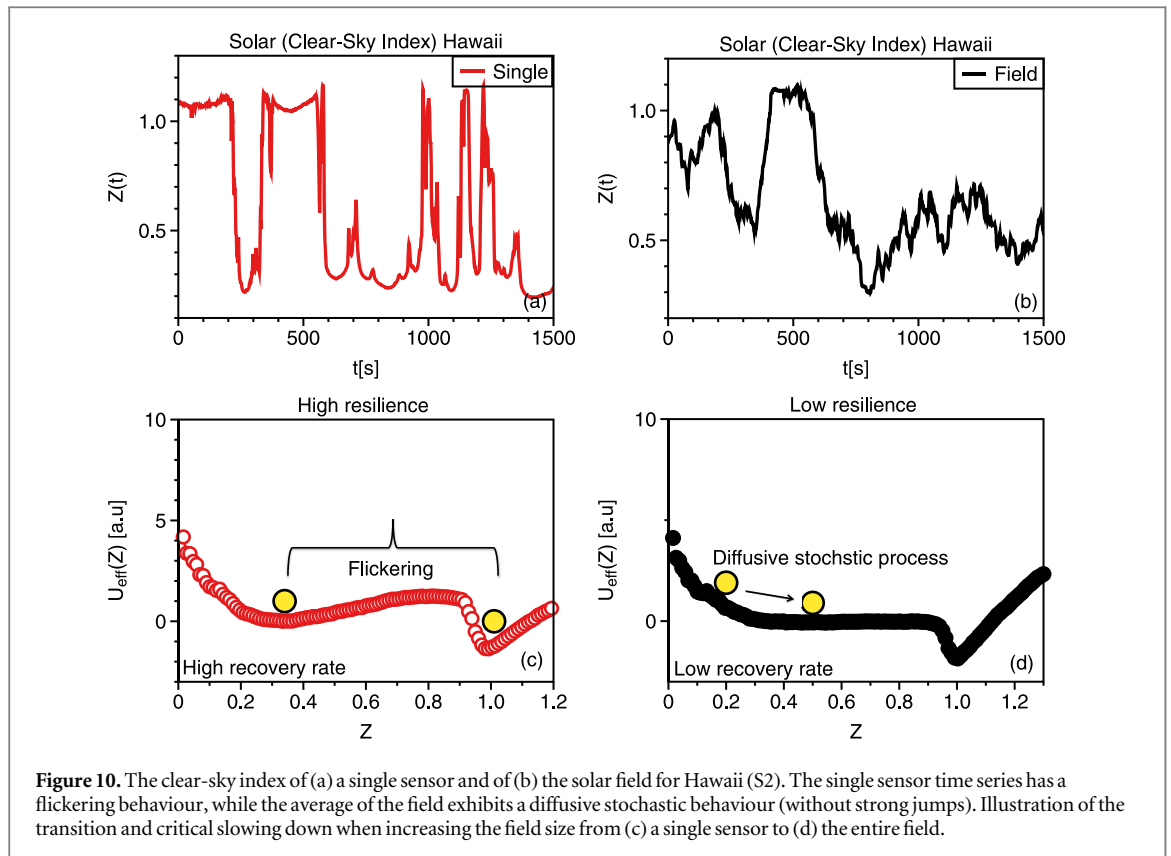 Solar (Clear-Sky Index) Hawaii
Single
1.0
0.5
Z(t)
0
500
1000
1500
t[s]
(a)
Solar (Clear-Sky Index) Hawaii
Field
1.0
0.5
Z(t)
0
500
1000
1500
t[s]
(b)
High resilience
10
5
0
U_eff(Z) [a.u]
Flickering
High recovery rate
(c)
0
0.2
0.4
0.6
0.8
1.0
1.2
Z
Low resilience
10
5
0
U_eff(Z) [a.u]
Diffusive stochstic process
Low recovery rate
(d)
0
0.2
0.4
0.6
0.8
1.0
1.2
Z
Figure 10. The clear-sky index of (a) a single sensor and of (b) the solar field for Hawaii (S2). The single sensor time series has a
flickering behaviour, while the average of the field exhibits a diffusive stochastic behaviour (without strong jumps). Illustration of the
transition and critical slowing down when increasing the field size from (c) a single sensor to (d) the entire field.